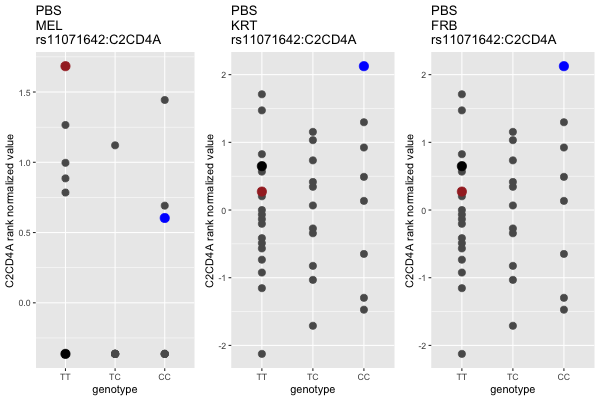 PBS
MEL
rs11071642:C2CD4A
C2CD4A rank normalized value
1.5
1.0
0.5
0.0
TT TC CC
genotype
PBS
KRT
rs11071642:C2CD4A
C2CD4A rank normalized value
2
1
0
-1
-2
TT TC CC
genotype
PBS
FRB
rs11071642:C2CD4A
C2CD4A rank normalized value
2
1
0
-1
-2
TT TC CC
genotype